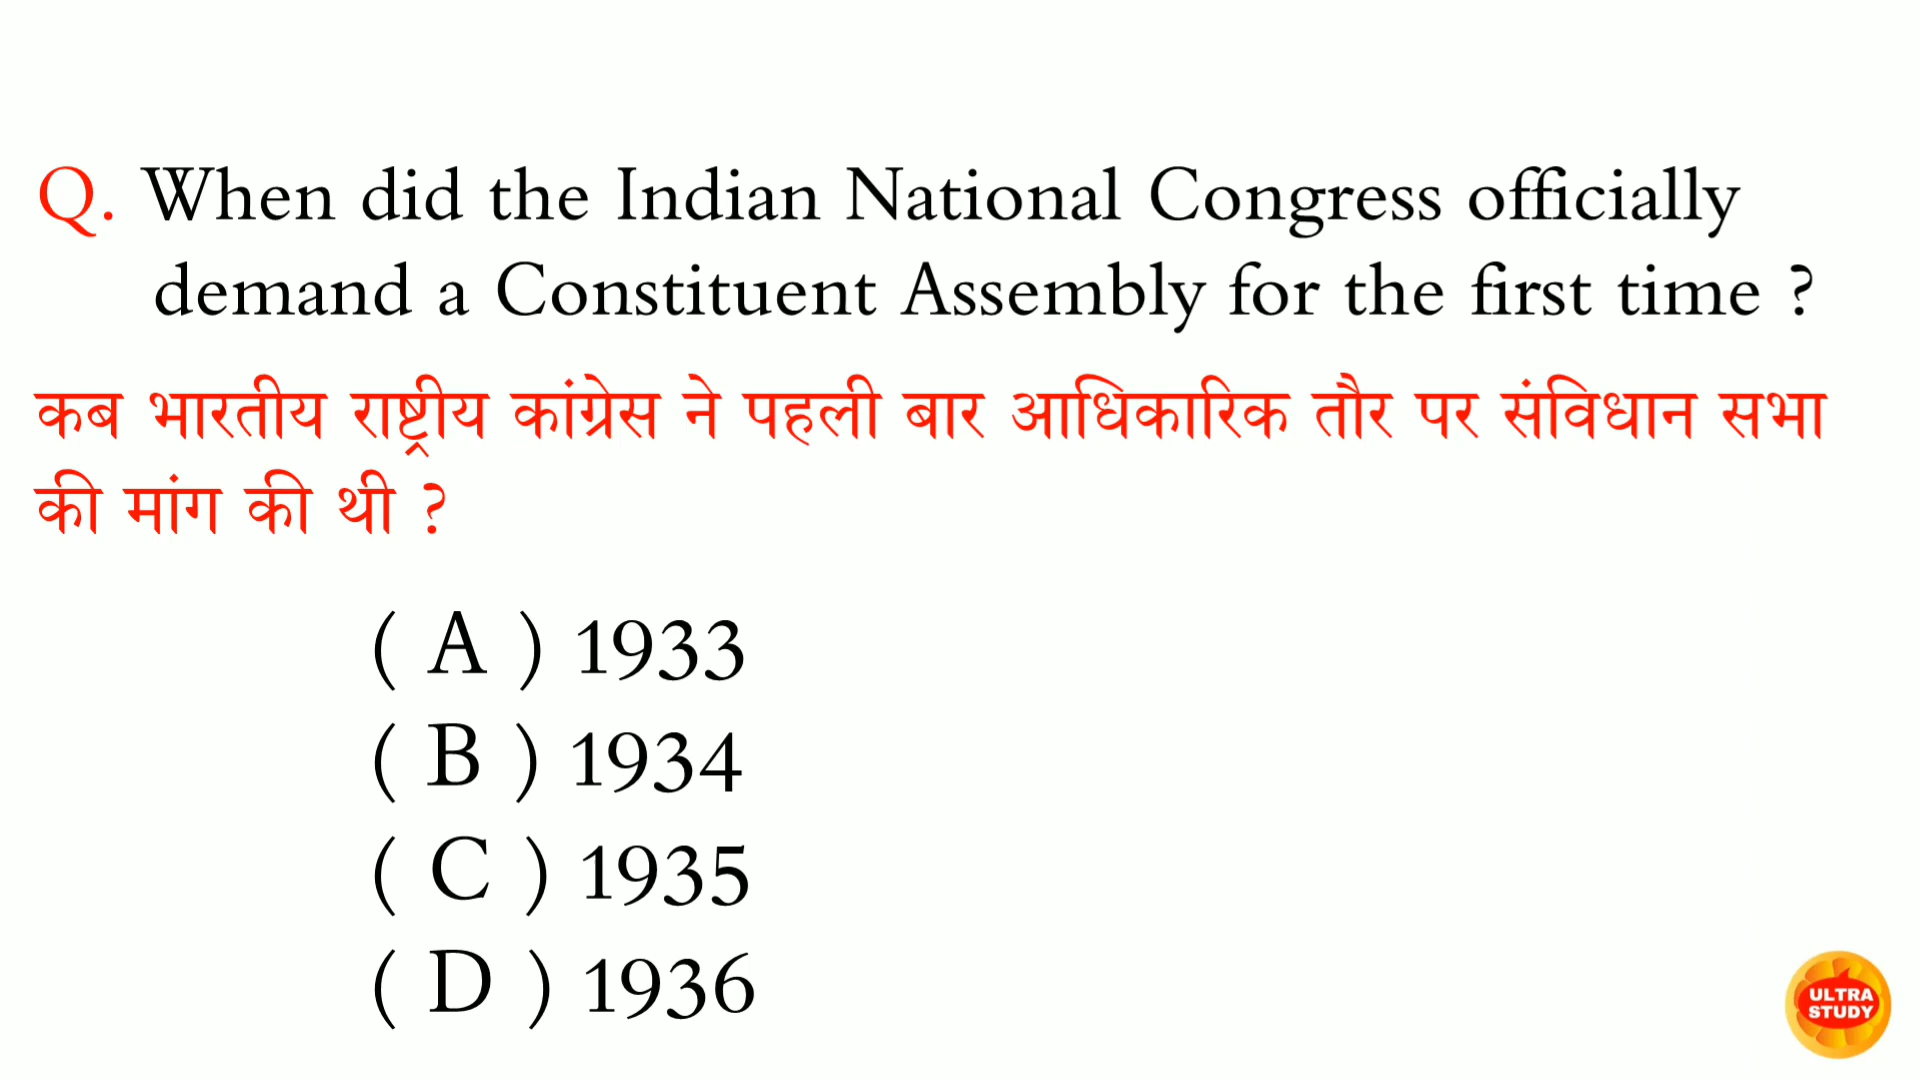 Q. When did the Indian National Congress officially
demand a Constituent Assembly for the first time ?
कब भारतीय राष्ट्रीय कांग्रेस ने पहली बार आधिकारिक तौर पर संविधान सभा
की मांग की थी ?
( A ) 1933
( B ) 1934
( C ) 1935
( D ) 1936
ULTRA
STUDY